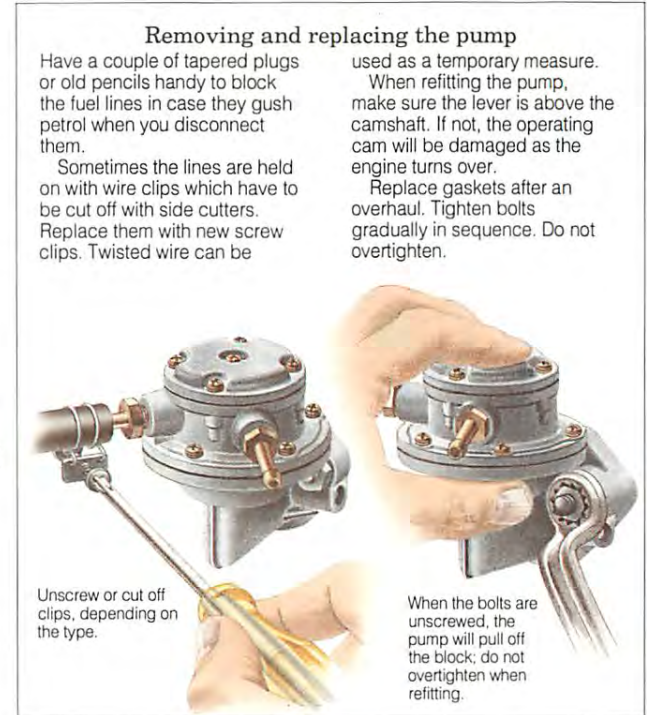 Removing and replacing the pump
Have a couple of tapered plugs
or old pencils handy to block
the fuel lines in case they gush
petrol when you disconnect
them.
Sometimes the lines are held
on with wire clips which have to
be cut off with side cutters.
Replace them with new screw
clips. Twisted wire can be
used as a temporary measure.
When refitting the pump,
make sure the lever is above the
camshaft. If not, the operating
cam will be damaged as the
engine turns over.
Replace gaskets after an
overhaul. Tighten bolts
gradually in sequence. Do not
overtighten.
Unscrew or cut off
clips, depending on
the type.
When the bolts are
unscrewed, the
pump will pull off
the block; do not
overtighten when
refitting.